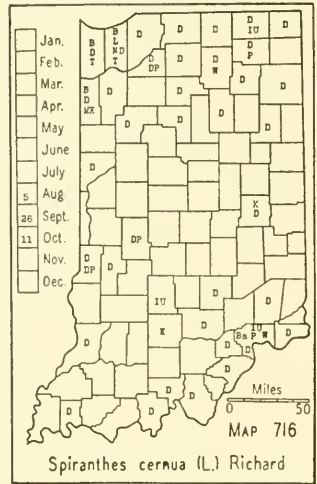 Jan.
Feb.
Mar.
Apr.
May
June
July
5 Aug.
26 Sept.
11 Oct.
Nov.
Dec.
B D T
B L N D T
D
D
D
D
D
D IU
D
D DP
D
D W
D P
B D MX
D
D
D
D
D
D
D
D
D
K D
DP
D DP
D
IU
D
D
K
D
IU
Ba P W
D
D
D
D
D
D
D
D
Miles
0 50
MAP 716
Spiranthes cernua (L.) Richard